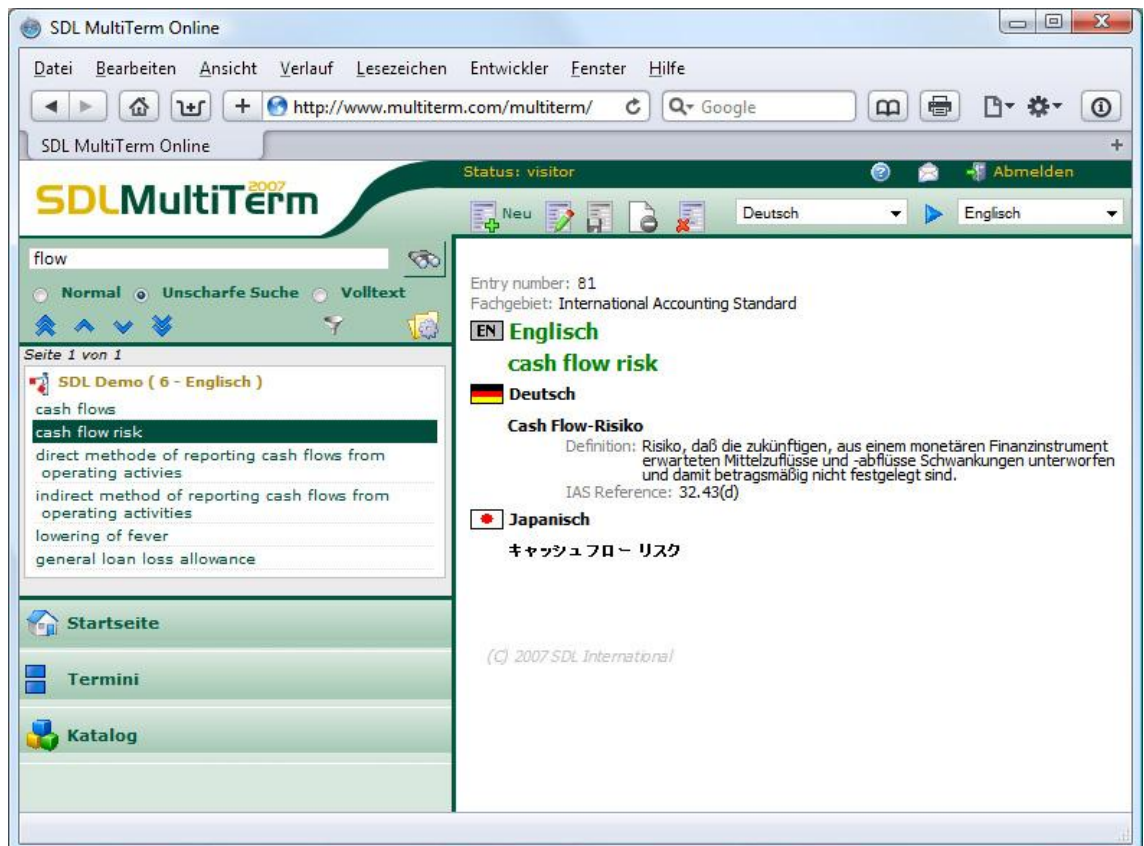 SDL MultiTerm Online
Datei Bearbeiten Ansicht Verlauf Lesezeichen Entwickler Fenster Hilfe
http://www.multiterm.com/multiterm/ Google
SDL MultiTerm Online
SDLMultiTerm 2007
Status: visitor Abmelden
Neu Deutsch Englisch
flow
Normal Unscharfe Suche Volltext
Seite 1 von 1
SDL Demo ( 6 - Englisch )
cash flows
cash flow risk
direct methode of reporting cash flows from
operating activies
indirect method of reporting cash flows from
operating activities
lowering of fever
general loan loss allowance
Startseite
Termini
Katalog
Entry number: 81
Fachgebiet: International Accounting Standard
EN Englisch
cash flow risk
Deutsch
Cash Flow-Risiko
Definition: Risiko, daß die zukünftigen, aus einem monetären Finanzinstrument
erwarteten Mittelzuflüsse und -abflüsse Schwankungen unterworfen
und damit betragsmäßig nicht festgelegt sind.
IAS Reference: 32.43(d)
Japanisch
キャッシュフロー リスク
(C) 2007 SDL International